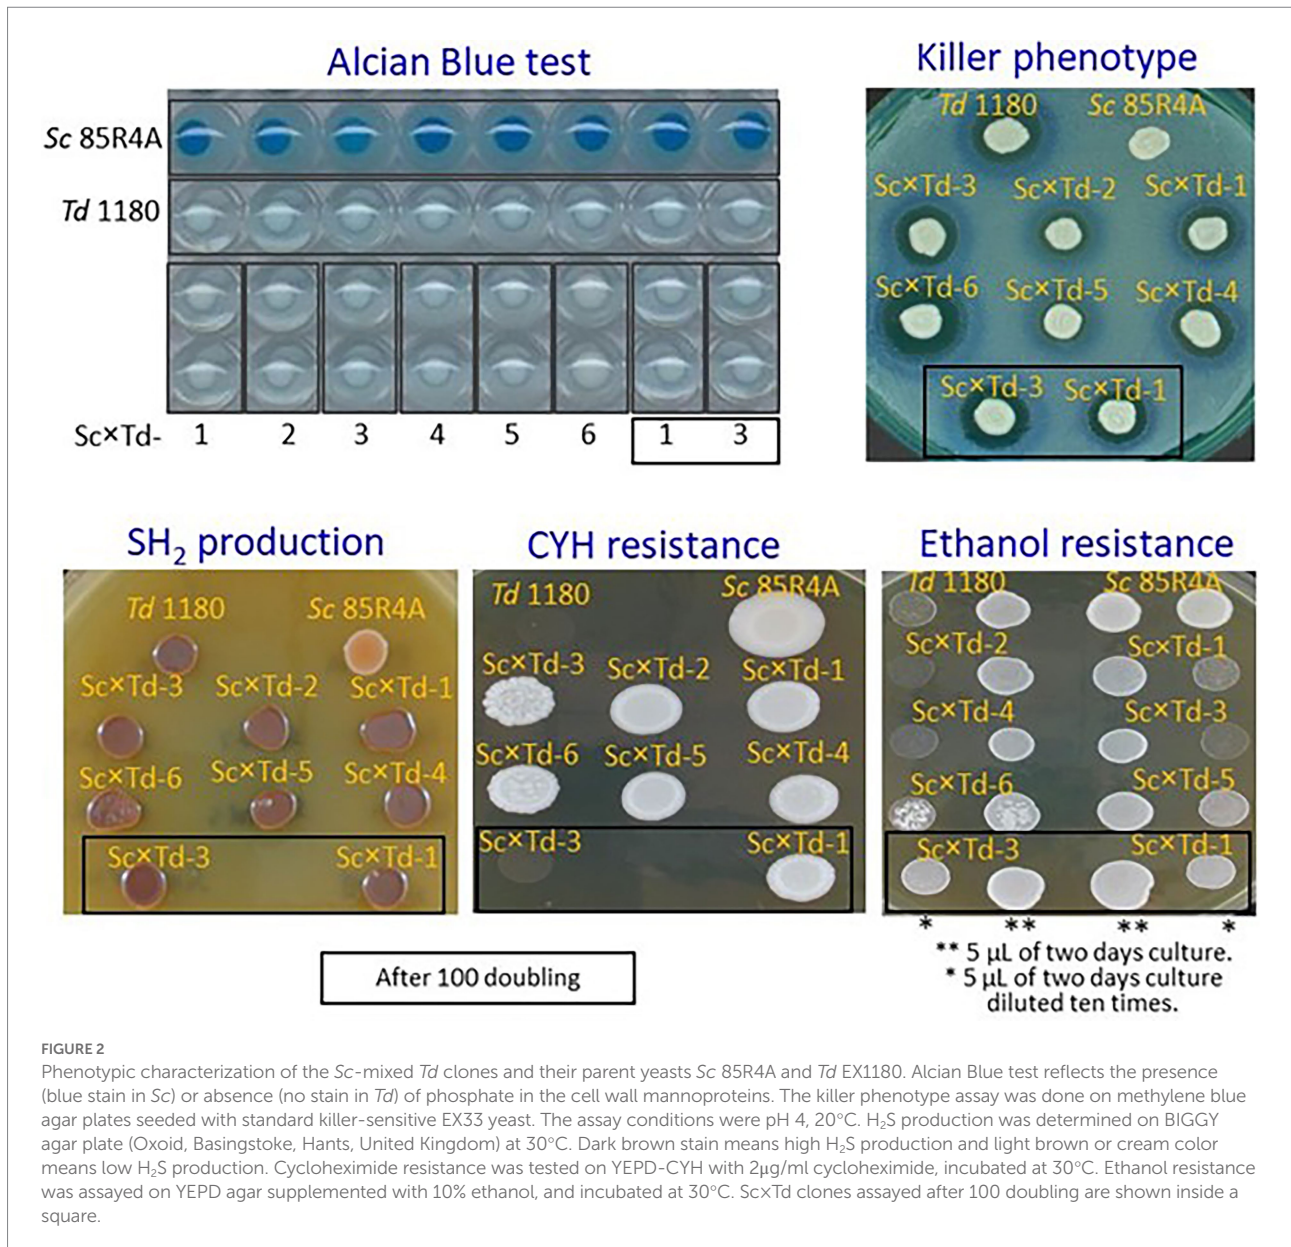 Alcian Blue test
Sc 85R4A
Td 1180
Sc×Td- 1 2 3 4 5 6 1 3
Killer phenotype
Td 1180 Sc 85R4A
Sc×Td-3 Sc×Td-2 Sc×Td-1
Sc×Td-6 Sc×Td-5 Sc×Td-4
Sc×Td-3 Sc×Td-1
SH₂ production
Td 1180 Sc 85R4A
Sc×Td-3 Sc×Td-2 Sc×Td-1
Sc×Td-6 Sc×Td-5 Sc×Td-4
Sc×Td-3 Sc×Td-1
CYH resistance
Td 1180 Sc 85R4A
Sc×Td-3 Sc×Td-2 Sc×Td-1
Sc×Td-6 Sc×Td-5 Sc×Td-4
Sc×Td-3 Sc×Td-1
Ethanol resistance
Td 1180 Sc 85R4A
Sc×Td-2 Sc×Td-1
Sc×Td-4 Sc×Td-3
Sc×Td-6 Sc×Td-5
Sc×Td-3 Sc×Td-1
* ** ** *
** 5 µL of two days culture.
* 5 µL of two days culture
diluted ten times.
After 100 doubling
FIGURE 2
Phenotypic characterization of the Sc-mixed Td clones and their parent yeasts Sc 85R4A and Td EX1180. Alcian Blue test reflects the presence
(blue stain in Sc) or absence (no stain in Td) of phosphate in the cell wall mannoproteins. The killer phenotype assay was done on methylene blue
agar plates seeded with standard killer-sensitive EX33 yeast. The assay conditions were pH 4, 20°C. H₂S production was determined on BIGGY
agar plate (Oxoid, Basingstoke, Hants, United Kingdom) at 30°C. Dark brown stain means high H₂S production and light brown or cream color
means low H₂S production. Cycloheximide resistance was tested on YEPD-CYH with 2µg/ml cycloheximide, incubated at 30°C. Ethanol resistance
was assayed on YEPD agar supplemented with 10% ethanol, and incubated at 30°C. Sc×Td clones assayed after 100 doubling are shown inside a
square.